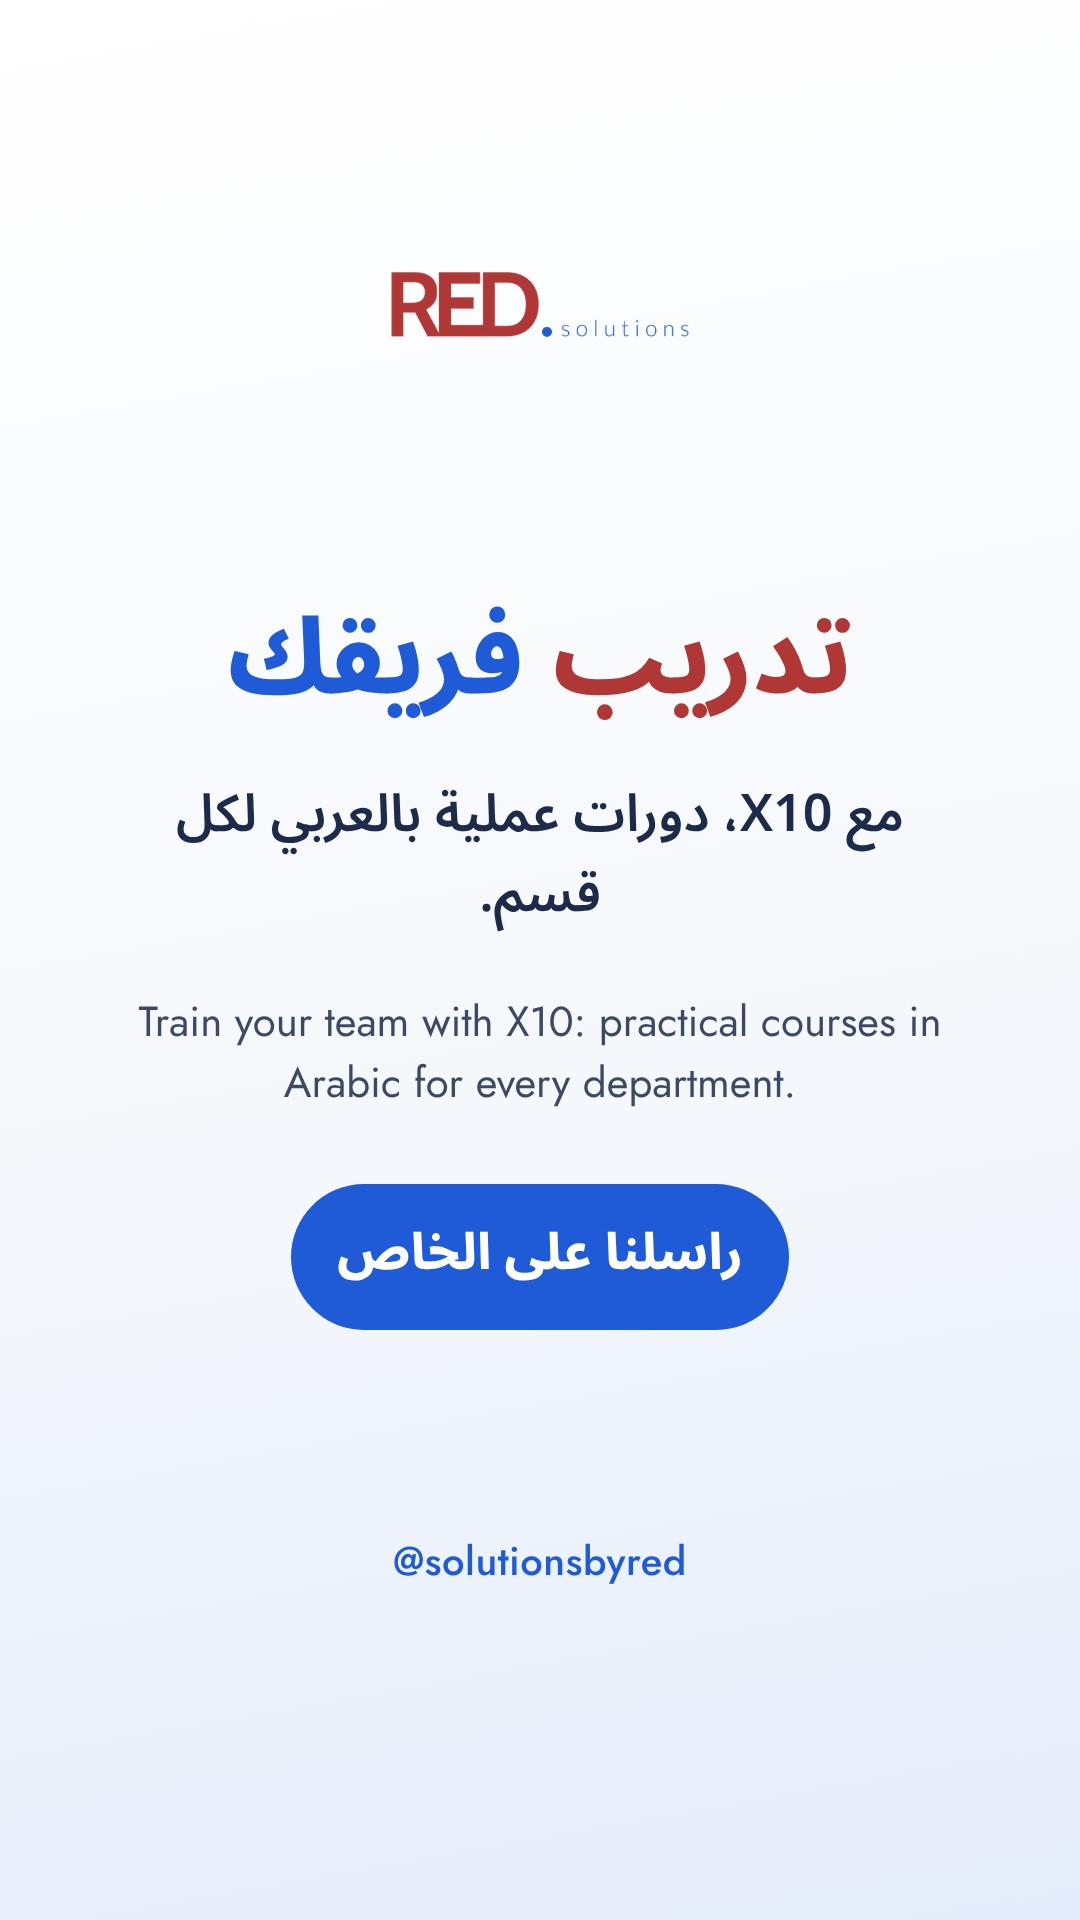 RED. solutions
تدريب فريقك
مع X10، دورات عملية بالعربي لكل
قسم.
Train your team with X10: practical courses in
Arabic for every department.
راسلنا على الخاص
@solutionsbyred